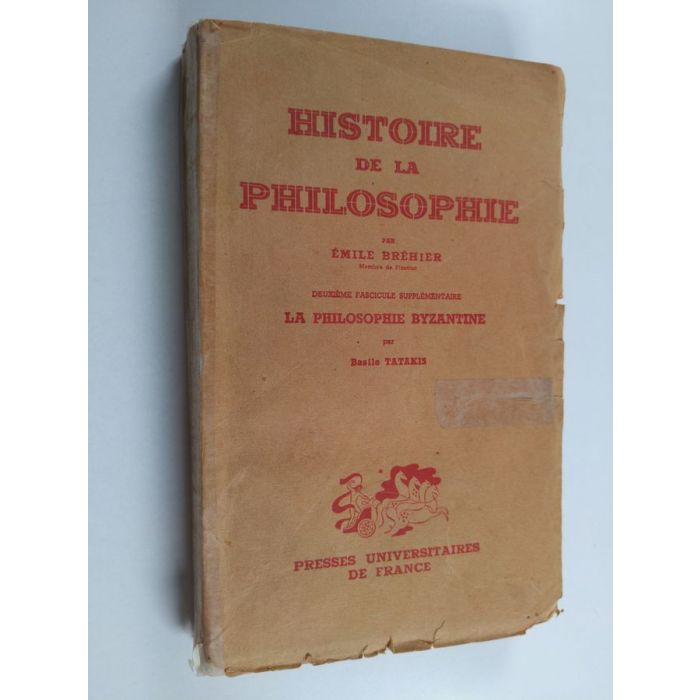 HISTOIRE
DE LA
PHILOSOPHIE
PAR
ÉMILE BRÉHIER
Membre de l'Institut
DEUXIÈME FASCICULE SUPPLÉMENTAIRE
LA PHILOSOPHIE BYZANTINE
par
Basile TATAKIS
PRESSES UNIVERSITAIRES
DE FRANCE